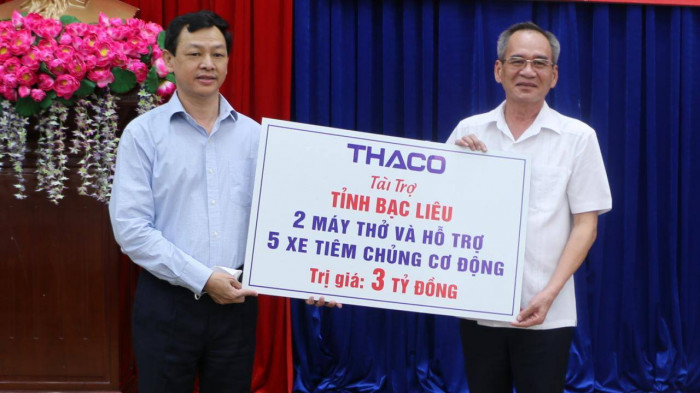 THACO
Tài Trợ
TỈNH BẠC LIÊU
2 MÁY THỞ VÀ HỖ TRỢ
5 XE TIÊM CHỦNG CƠ ĐỘNG
Trị giá: 3 TỶ ĐỒNG